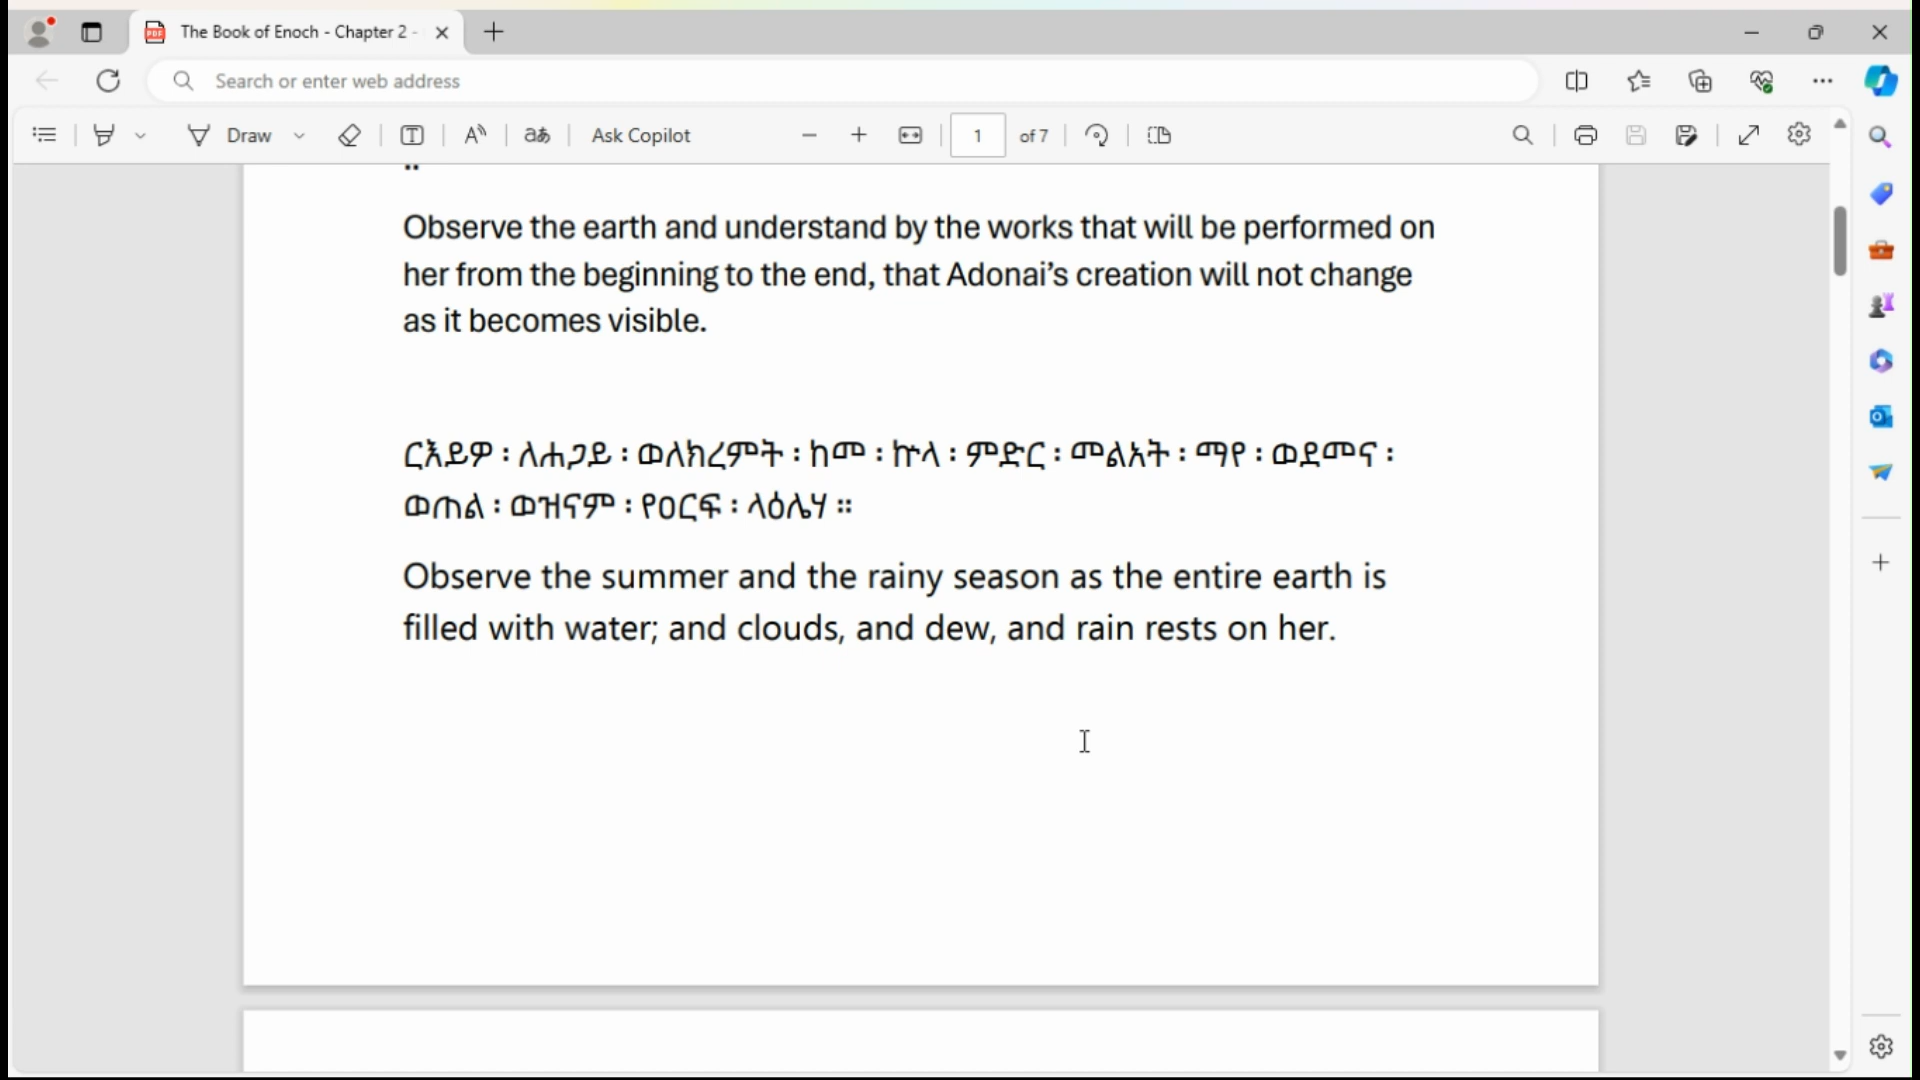 The Book of Enoch - Chapter 2 -
Search or enter web address
Draw
aあ
Ask Copilot
1
of 7
።
Observe the earth and understand by the works that will be performed on
her from the beginning to the end, that Adonai’s creation will not change
as it becomes visible.
ርእይዎ ፡ ለሐጋይ ፡ ወለክረምት ፡ ከመ ፡ ኵላ ፡ ምድር ፡ መልአት ፡ ማየ ፡ ወደመና ፡
ወጠል ፡ ወዝናም ፡ የዐርፍ ፡ ላዕሌሃ ።
Observe the summer and the rainy season as the entire earth is
filled with water; and clouds, and dew, and rain rests on her.